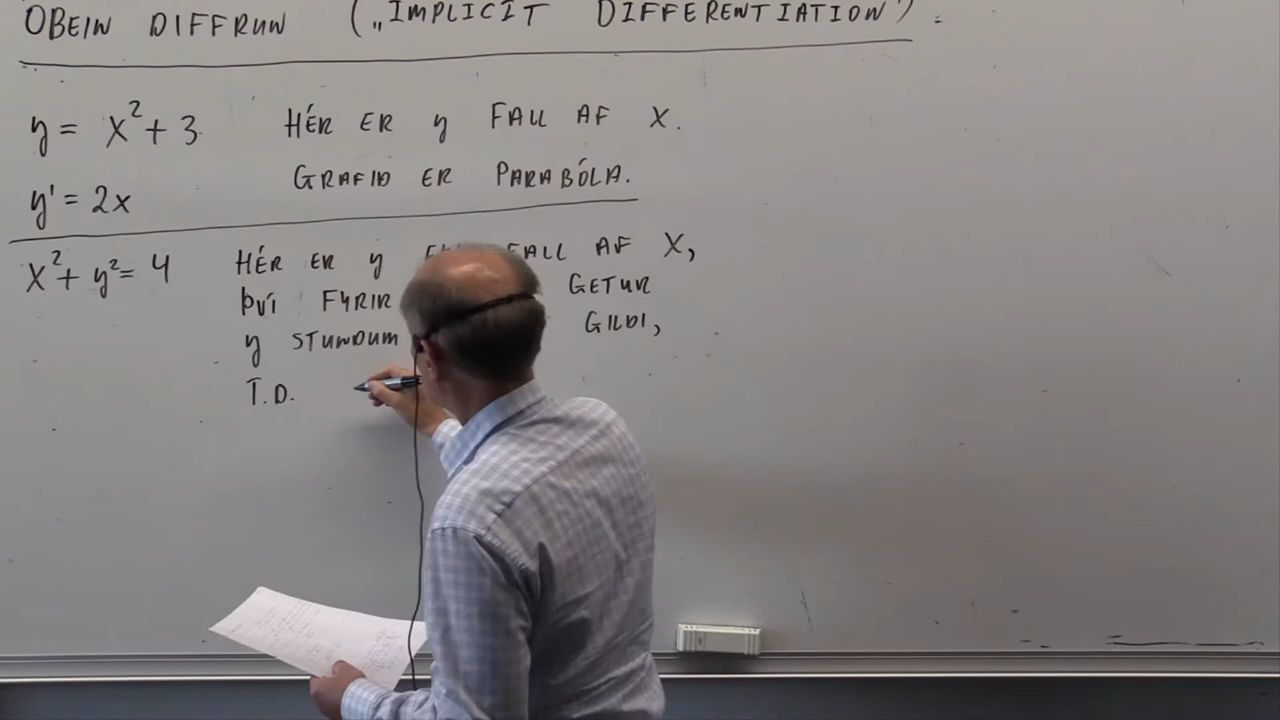 ÓBEIN DIFFRUN („IMPLICIT DIFFERENTIATION“).
y = x² + 3 HÉR ER y FALL AF X.
GRAFIÐ ER PARABÓLA.
y' = 2x
x² + y² = 4 HÉR ER y FALL AF X,
ÞVÍ FYRIR GETUR
y STUNDUM GILDI,
T.D.